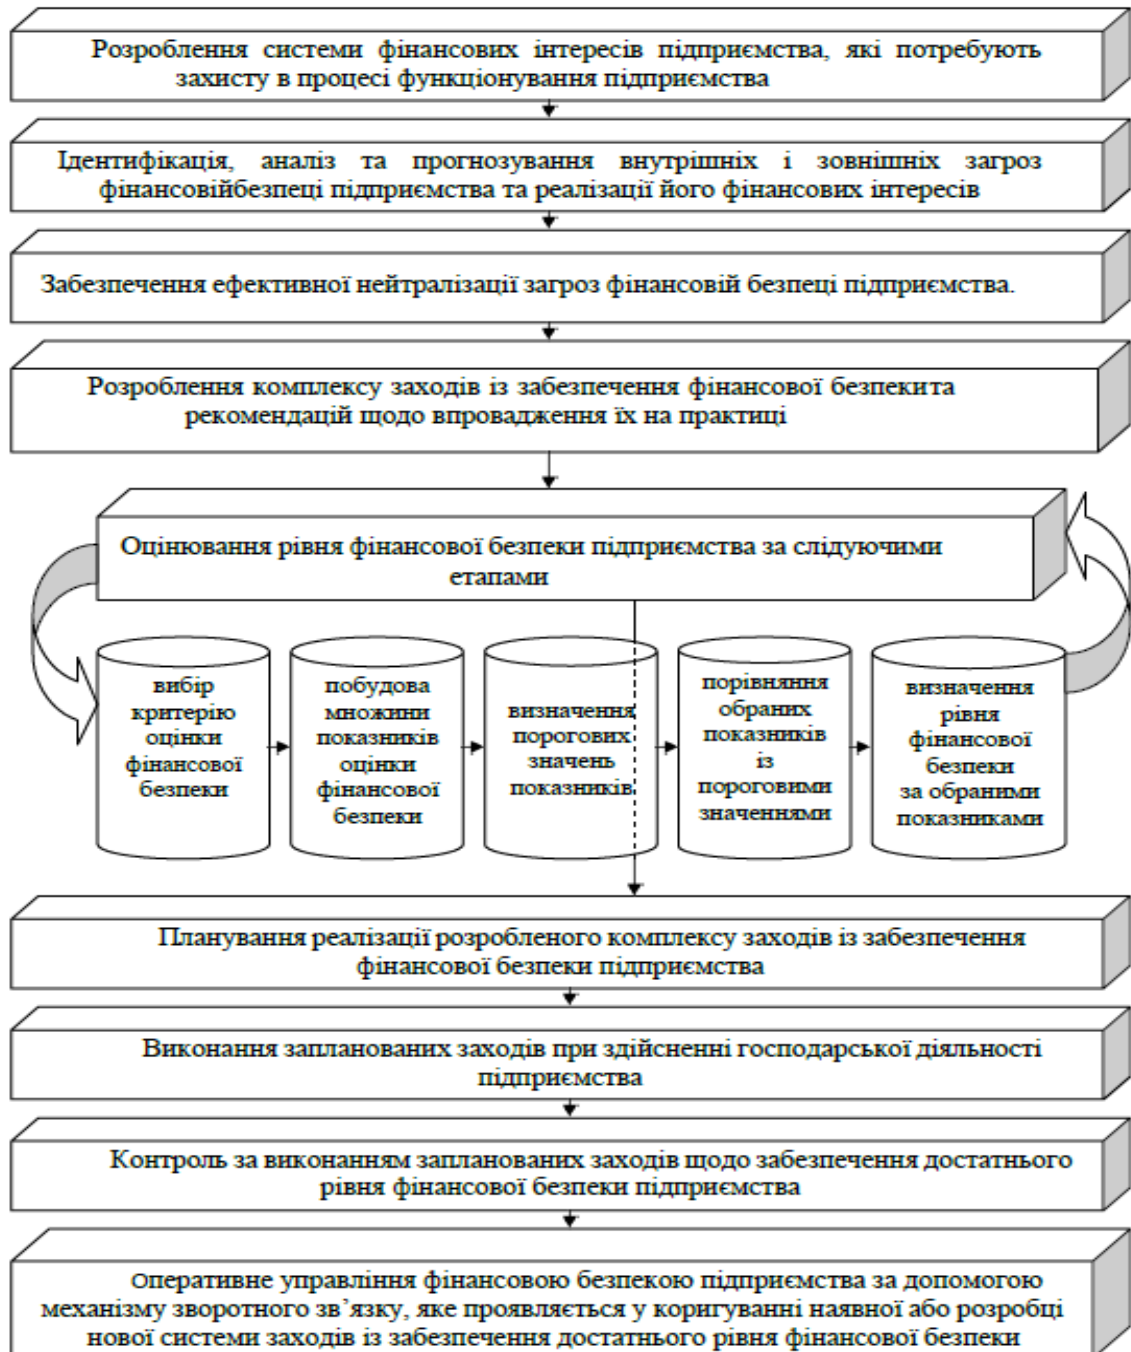 Розроблення системи фінансових інтересів підприємства, які потребують
захисту в процесі функціонування підприємства
Ідентифікація, аналіз та прогнозування внутрішніх і зовнішніх загроз
фінансовійбезпеці підприємства та реалізації його фінансових інтересів
Забезпечення ефективної нейтралізації загроз фінансовій безпеці підприємства.
Розроблення комплексу заходів із забезпечення фінансової безпекита
рекомендацій щодо впровадження їх на практиці
Оцінювання рівня фінансової безпеки підприємства за слідуючими
етапами
вибір
критерію
оцінки
фінансової
безпеки
побудова
множини
показників
оцінки
фінансової
безпеки
визначення
порогових
значень
показників
порівняння
обраних
показників
із
пороговими
значеннями
визначення
рівня
фінансової
безпеки
за обраними
показниками
Планування реалізації розробленого комплексу заходів із забезпечення
фінансової безпеки підприємства
Виконання запланованих заходів при здійсненні господарської діяльності
підприємства
Контроль за виконанням запланованих заходів щодо забезпечення достатнього
рівня фінансової безпеки підприємства
Оперативне управління фінансовою безпекою підприємства за допомогою
механізму зворотного зв’язку, яке проявляється у коригуванні наявної або розробці
нової системи заходів із забезпечення достатнього рівня фінансової безпеки